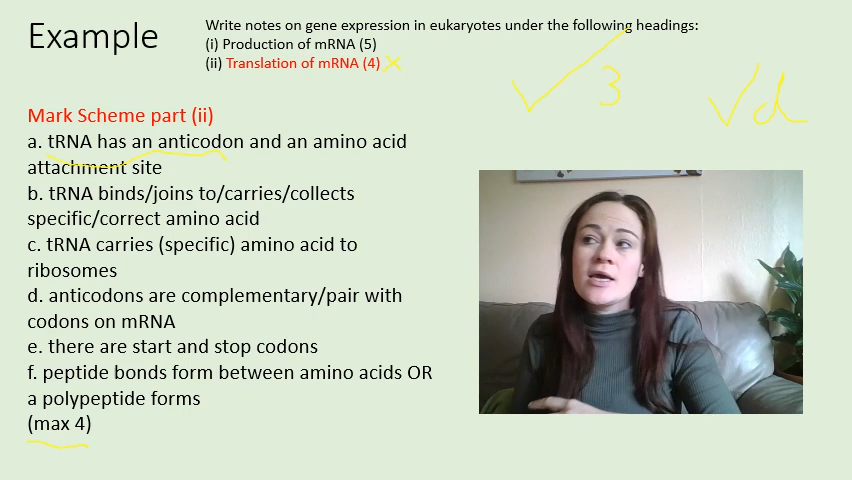 Example
Write notes on gene expression in eukaryotes under the following headings:
(i) Production of mRNA (5)
(ii) Translation of mRNA (4)
3
d
Mark Scheme part (ii)
a. tRNA has an anticodon and an amino acid
attachment site
b. tRNA binds/joins to/carries/collects
specific/correct amino acid
c. tRNA carries (specific) amino acid to
ribosomes
d. anticodons are complementary/pair with
codons on mRNA
e. there are start and stop codons
f. peptide bonds form between amino acids OR
a polypeptide forms
(max 4)